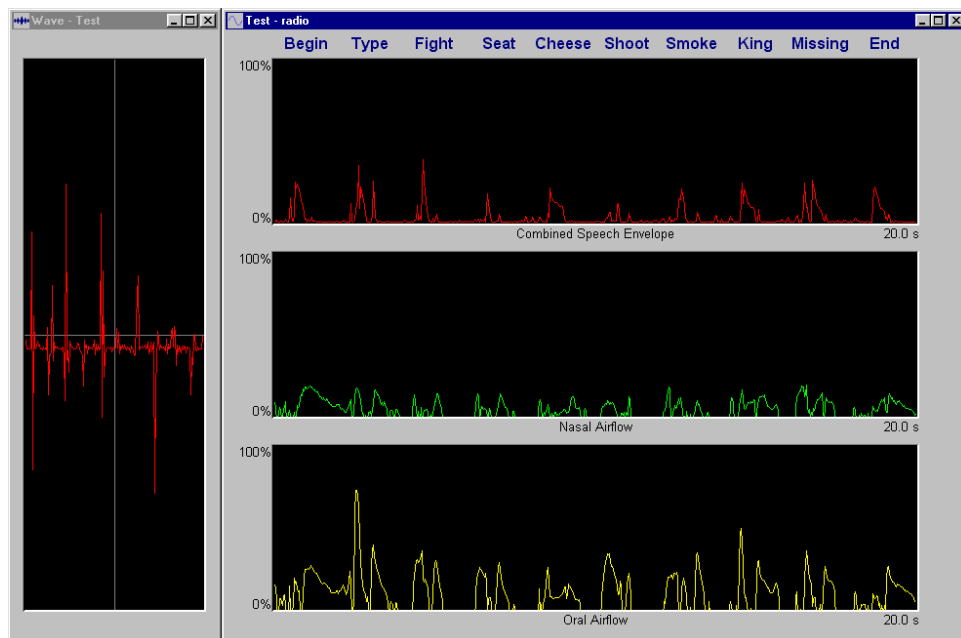 Wave - Test
Test - radio
Begin Type Fight Seat Cheese Shoot Smoke King Missing End
100%
0%
Combined Speech Envelope 20.0 s
100%
0%
Nasal Airflow 20.0 s
100%
0%
Oral Airflow 20.0 s